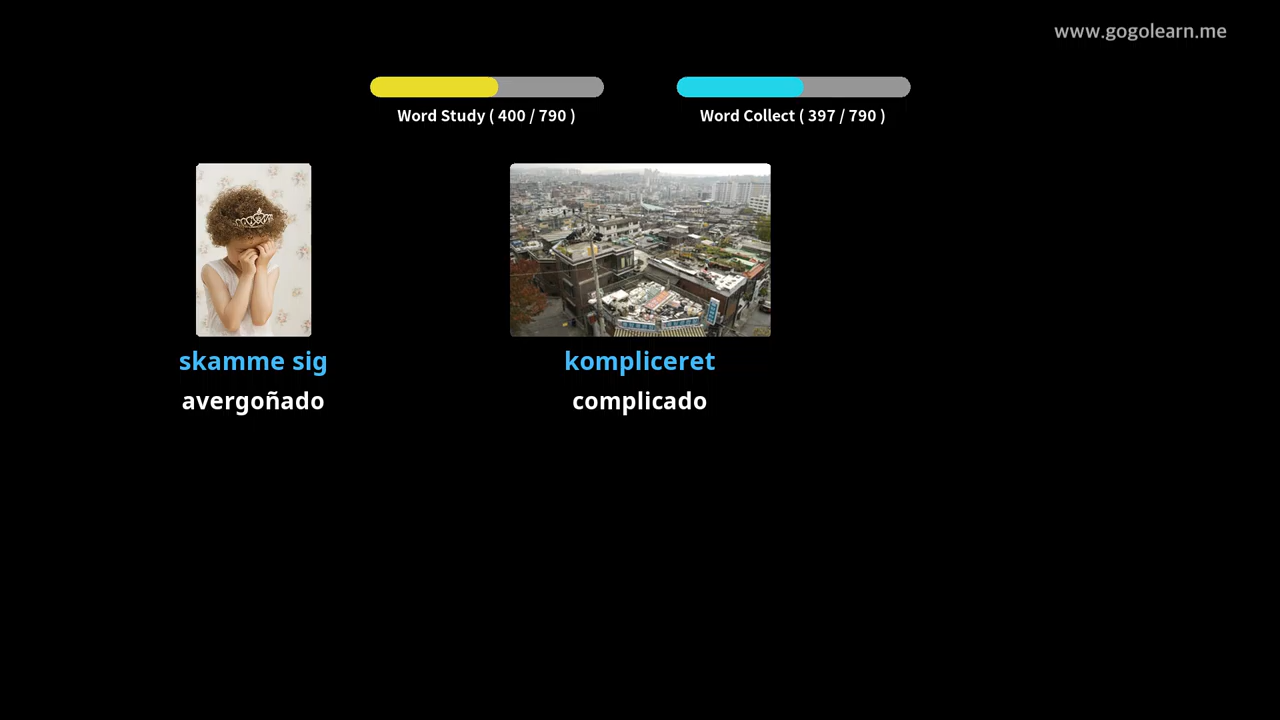 www.gogolearn.me
Word Study ( 400 / 790 )
Word Collect ( 397 / 790 )
skamme sig
kompliceret
avergoñado
complicado